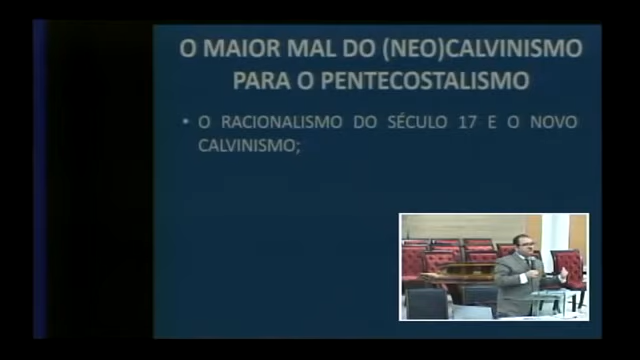 O MAIOR MAL DO (NEO)CALVINISMO
PARA O PENTECOSTALISMO
• O RACIONALISMO DO SÉCULO 17 E O NOVO
CALVINISMO;